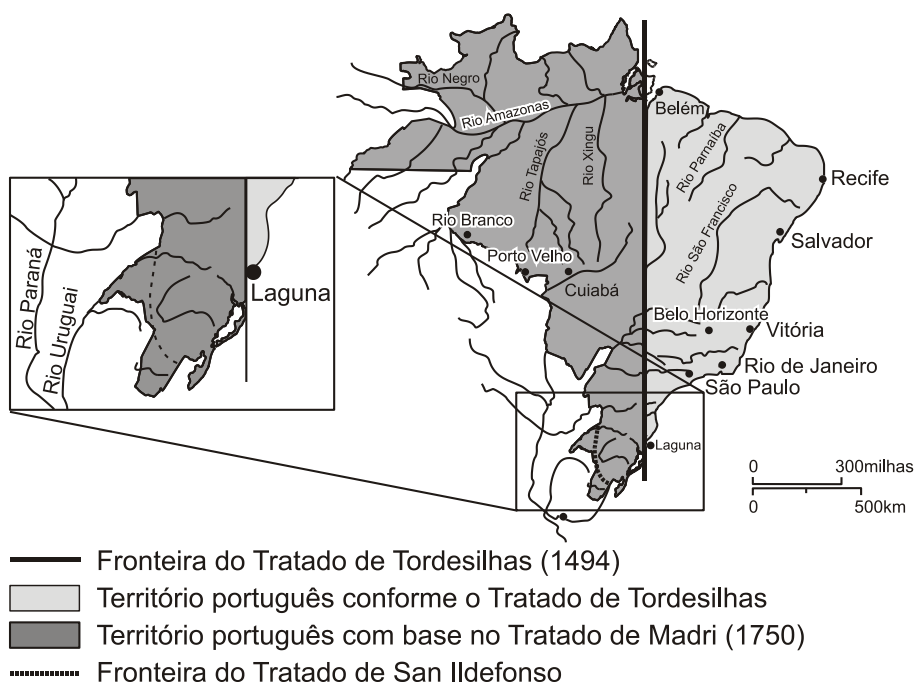 Rio Negro
Rio Amazonas
Belém
Rio Tapajós
Rio Xingu
Rio Parnaíba
Recife
Rio São Francisco
Salvador
Rio Branco
Porto Velho
Cuiabá
Belo Horizonte
Vitória
Rio de Janeiro
São Paulo
Laguna
Rio Paraná
Rio Uruguai
Laguna
0 300milhas
0 500km
Fronteira do Tratado de Tordesilhas (1494)
Território português conforme o Tratado de Tordesilhas
Território português com base no Tratado de Madri (1750)
Fronteira do Tratado de San Ildefonso